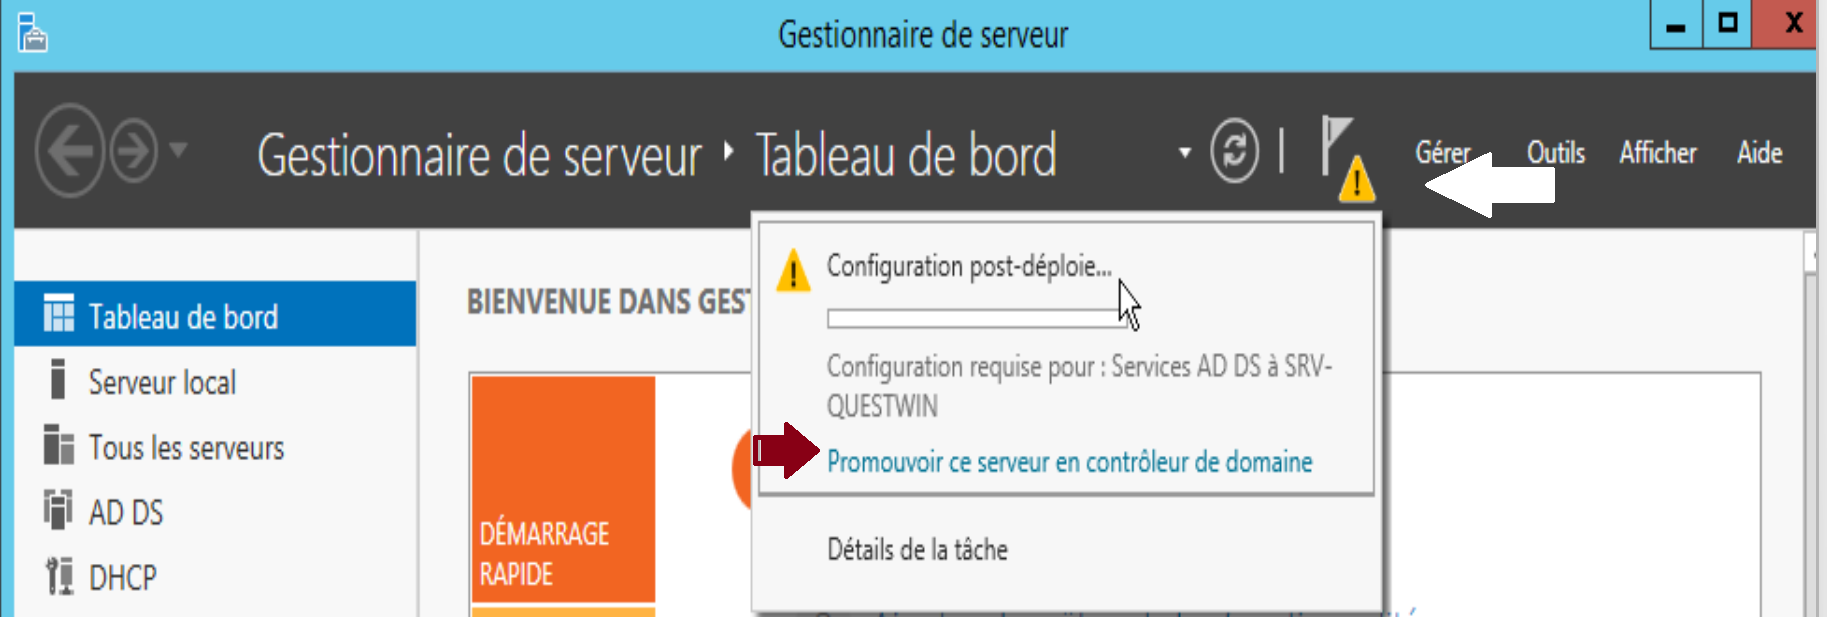 Gestionnaire de serveur
X
Gestionnaire de serveur ‣ Tableau de bord
Gérer Outils Afficher Aide
Tableau de bord
Serveur local
Tous les serveurs
AD DS
DHCP
BIENVENUE DANS GES
DÉMARRAGE
RAPIDE
Configuration post-déploie...
Configuration requise pour : Services AD DS à SRV-
QUESTWIN
Promouvoir ce serveur en contrôleur de domaine
Détails de la tâche